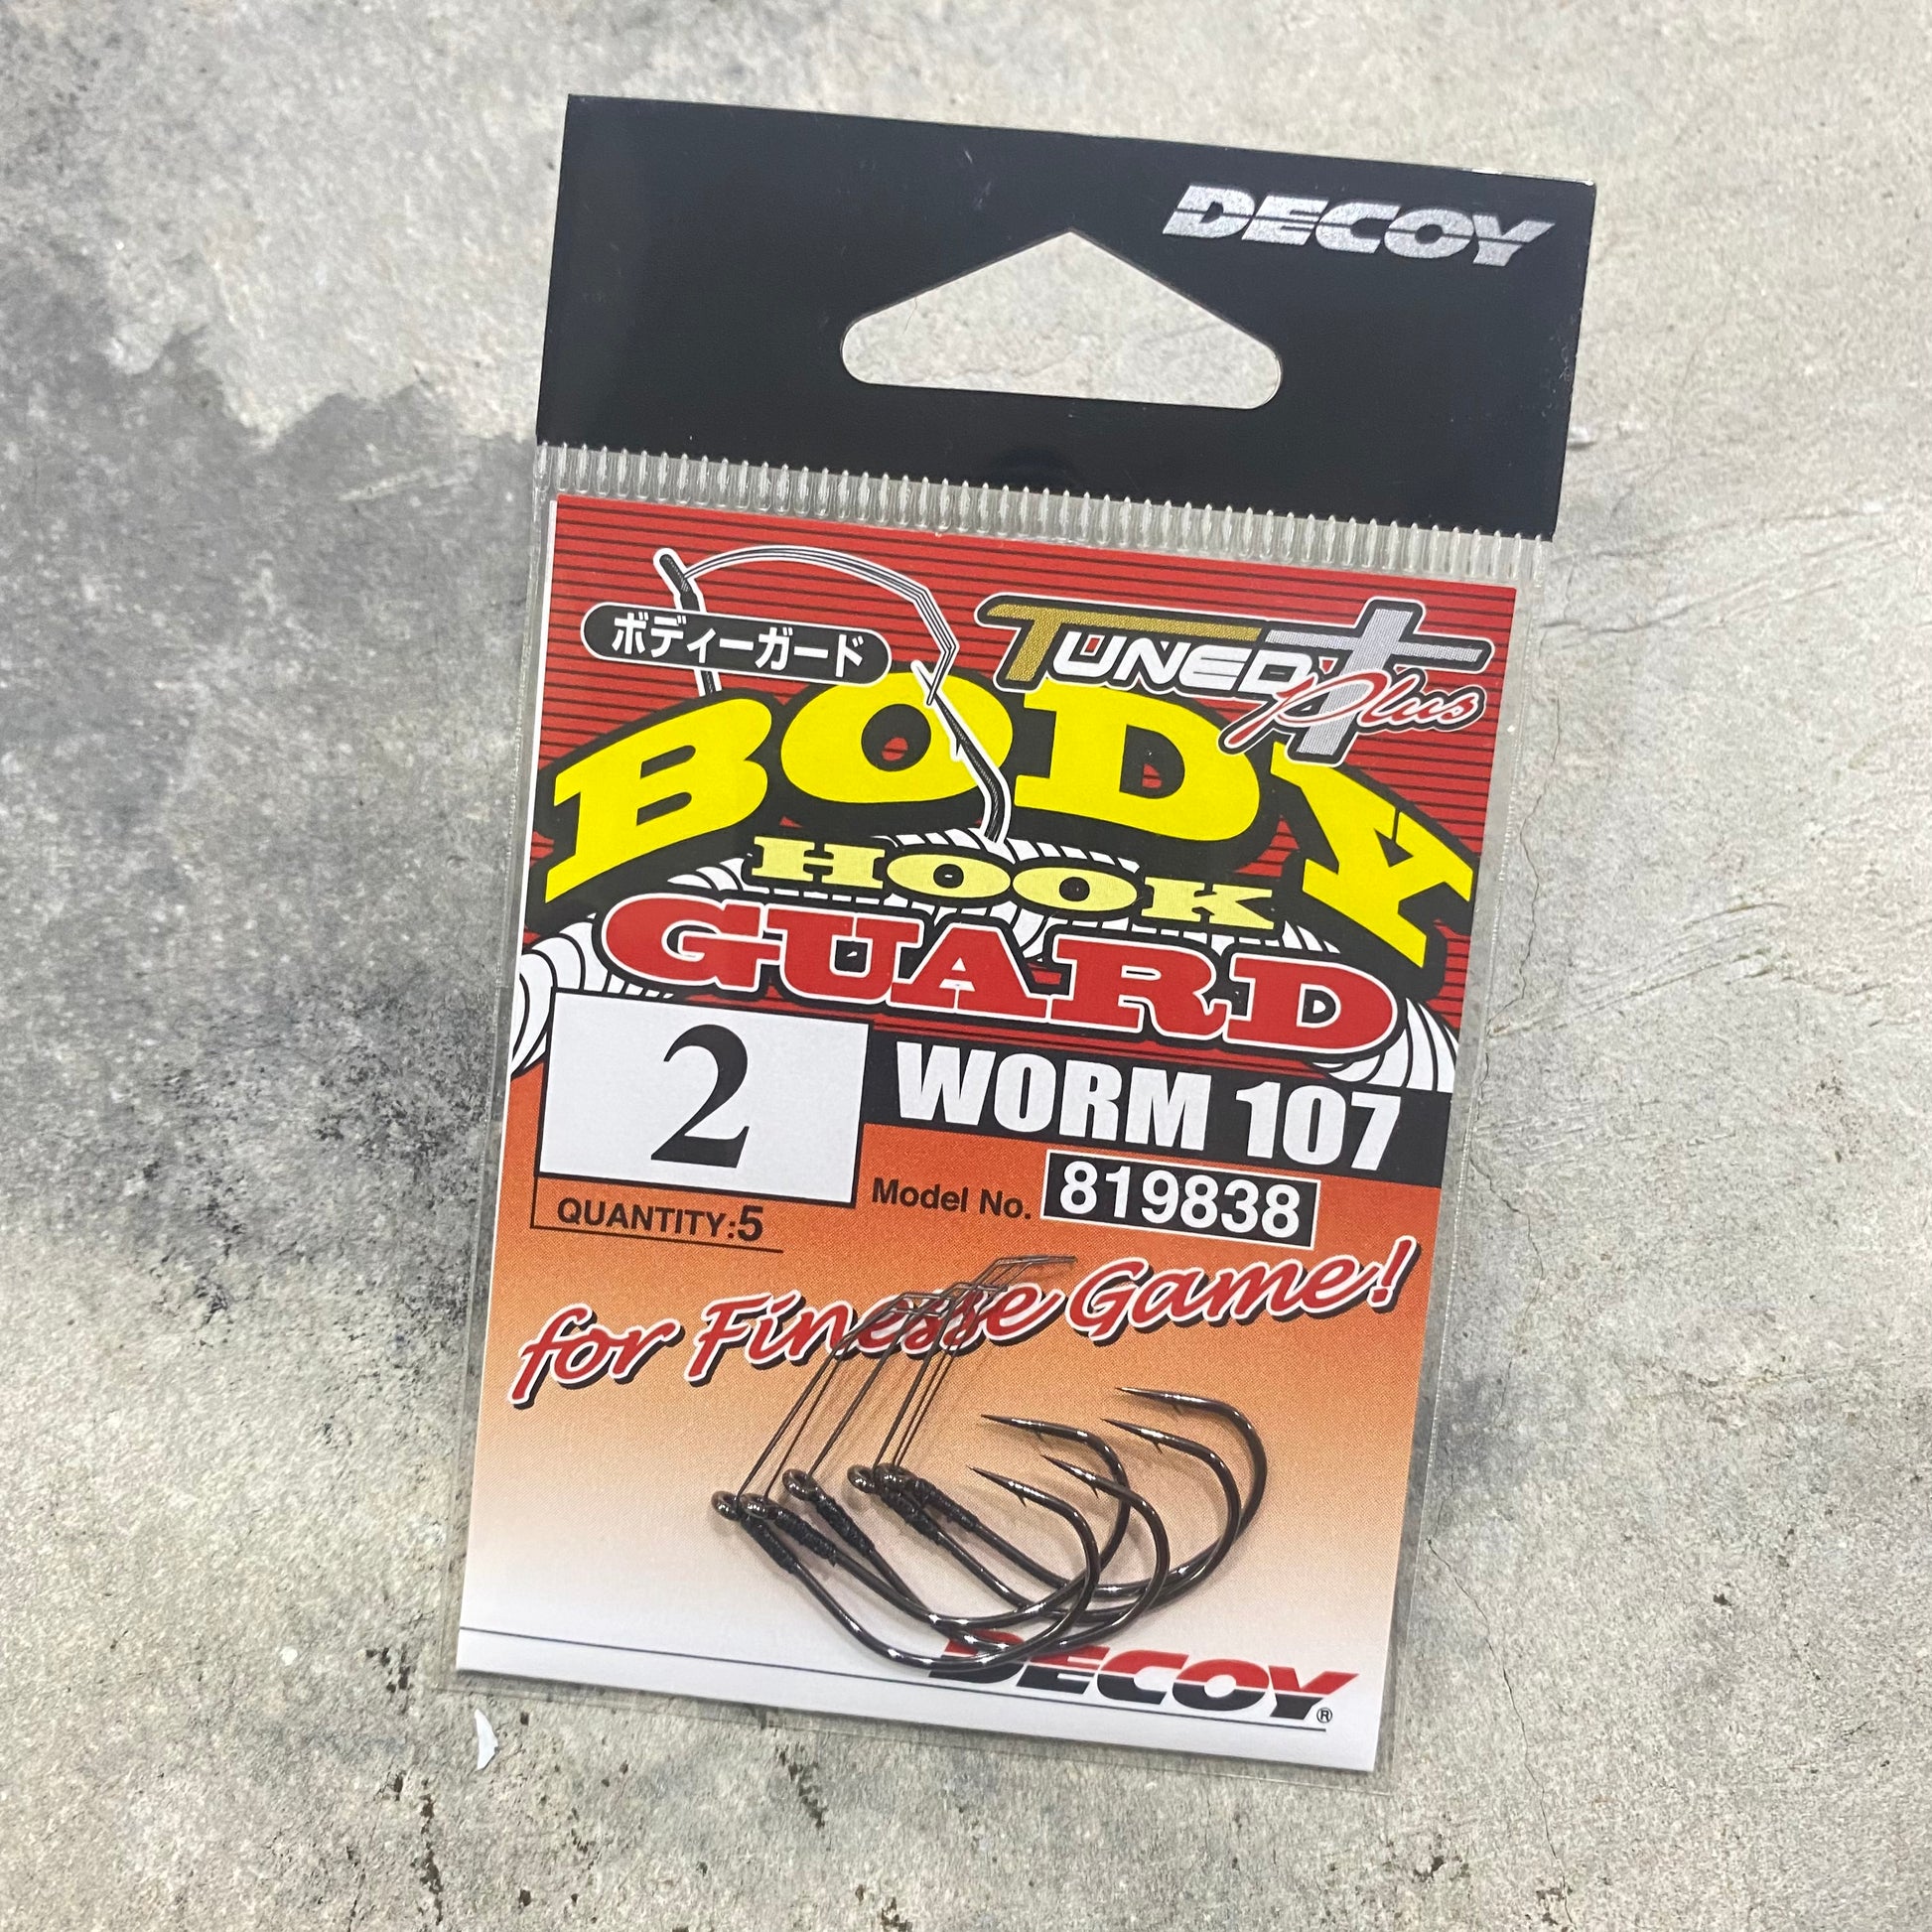 DECOY
ボディーガード
TUNED Plus
BODY
HOOK
GUARD
2
WORM 107
QUANTITY:5
Model No. 819838
for Finesse Game!
DECOY®